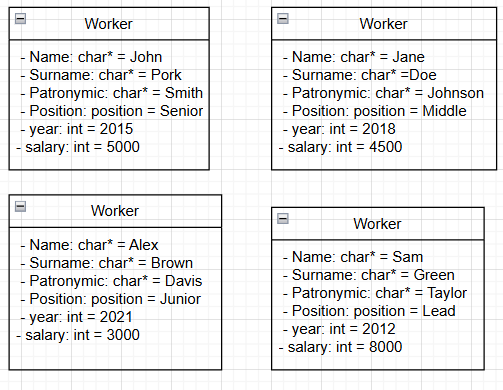 Worker
- Name: char* = John
- Surname: char* = Pork
- Patronymic: char* = Smith
- Position: position = Senior
- year: int = 2015
- salary: int = 5000
Worker
- Name: char* = Jane
- Surname: char* =Doe
- Patronymic: char* = Johnson
- Position: position = Middle
- year: int = 2018
- salary: int = 4500
Worker
- Name: char* = Alex
- Surname: char* = Brown
- Patronymic: char* = Davis
- Position: position = Junior
- year: int = 2021
- salary: int = 3000
Worker
- Name: char* = Sam
- Surname: char* = Green
- Patronymic: char* = Taylor
- Position: position = Lead
- year: int = 2012
- salary: int = 8000